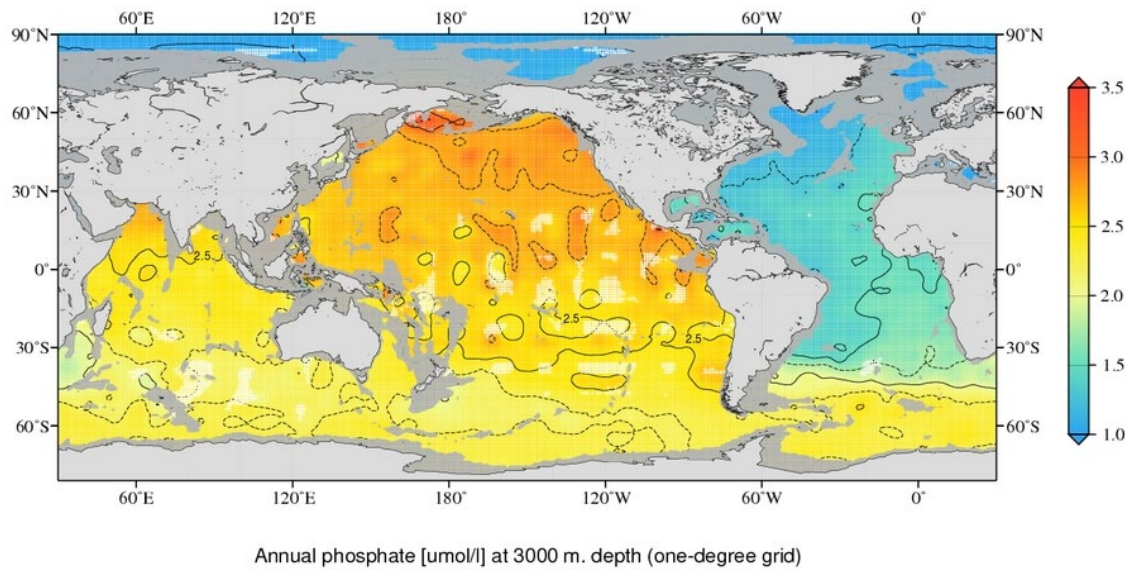 60˚E 120˚E 180˚ 120˚W 60˚W 0˚
90˚N 90˚N
60˚N 60˚N
30˚N 30˚N
0˚ 0˚
30˚S 30˚S
60˚S 60˚S
2.5
2.5
2.5
60˚E 120˚E 180˚ 120˚W 60˚W 0˚
3.5
3.0
2.5
2.0
1.5
1.0
Annual phosphate [umol/l] at 3000 m. depth (one-degree grid)